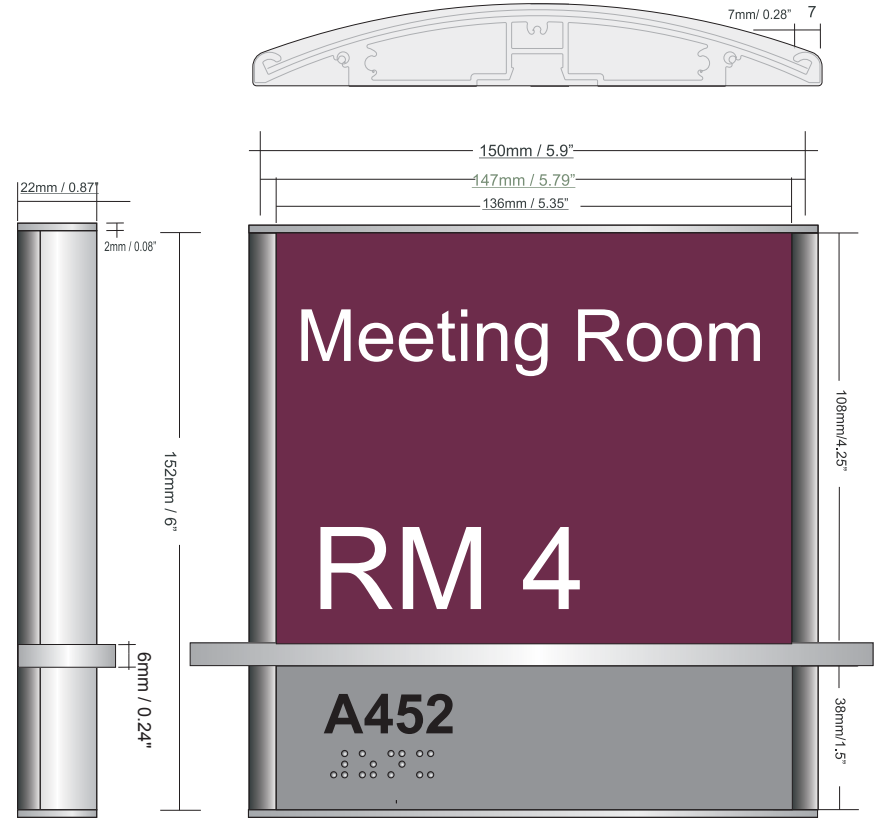 7mm/ 0.28” 7
150mm / 5.9”
147mm / 5.79”
136mm / 5.35”
22mm / 0.87”
2mm / 0.08”
Meeting Room
108mm/4.25”
152mm / 6”
RM 4
6mm / 0.24"
A452
38mm/1.5”